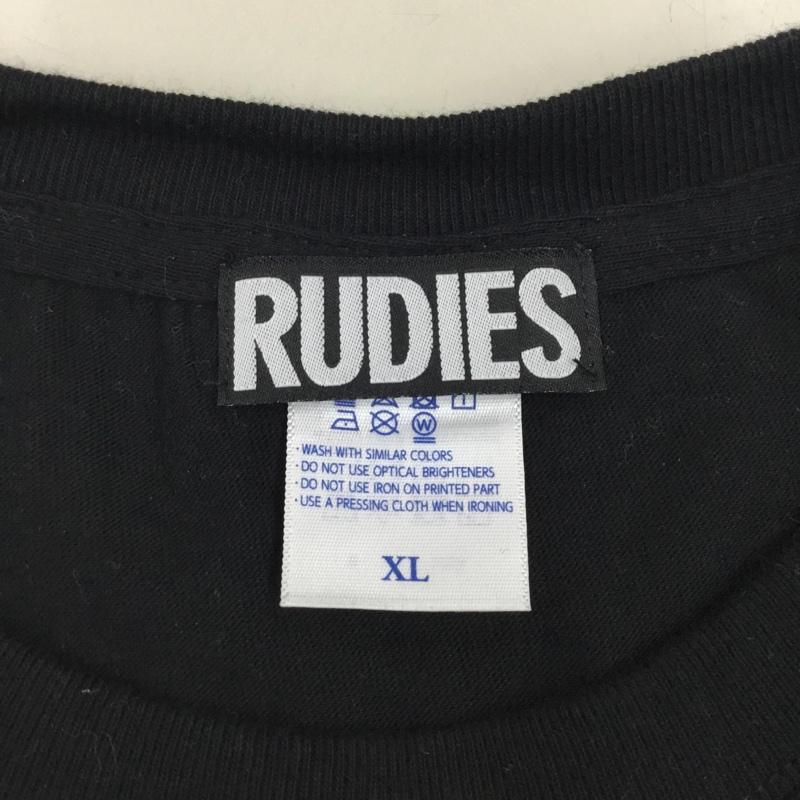 RUDIES
W
· WASH WITH SIMILAR COLORS
· DO NOT USE OPTICAL BRIGHTENERS
· DO NOT USE IRON ON PRINTED PART
· USE A PRESSING CLOTH WHEN IRONING
XL